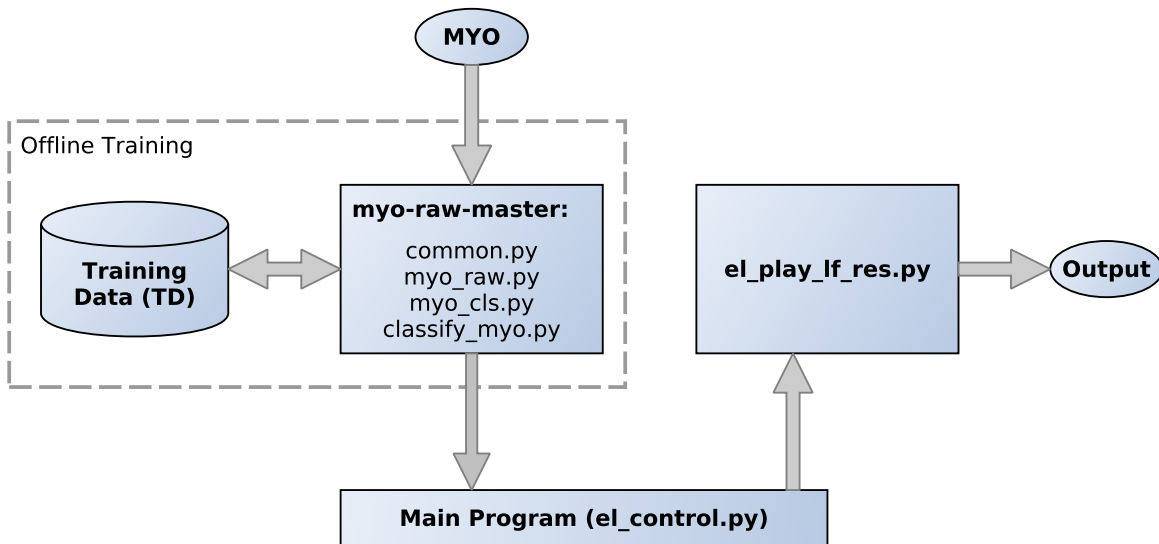 MYO
Offline Training
Training
Data (TD)
myo-raw-master:
common.py
myo_raw.py
myo_cls.py
classify_myo.py
el_play_lf_res.py
Output
Main Program (el_control.py)